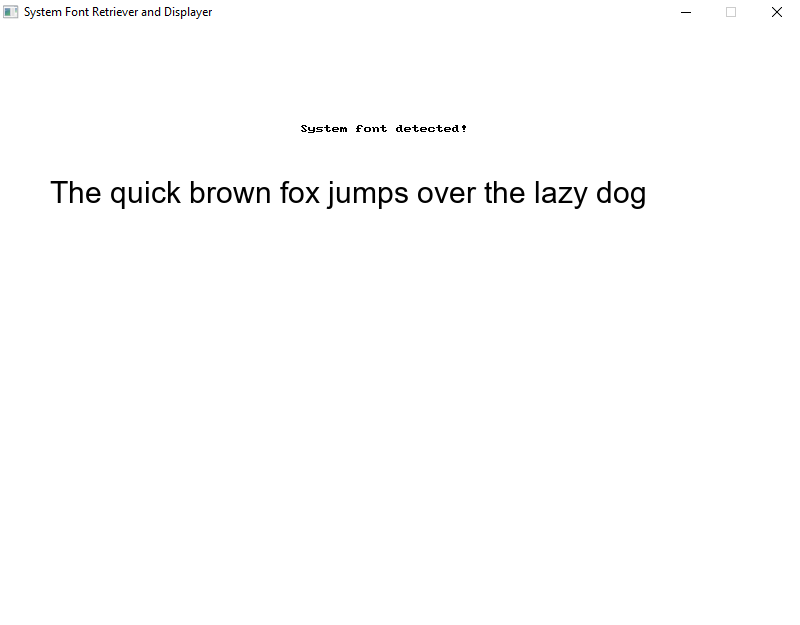 System Font Retriever and Displayer
System font detected!
The quick brown fox jumps over the lazy dog